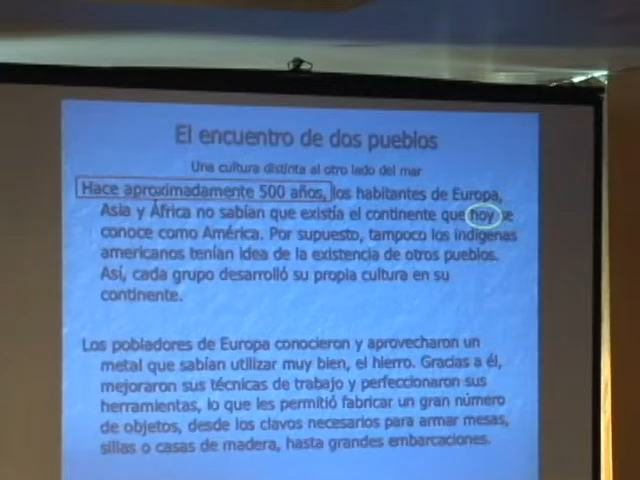 El encuentro de dos pueblos
Una cultura distinta al otro lado del mar
Hace aproximadamente 500 años, los habitantes de Europa,
Asia y África no sabían que existía el continente que hoy se
conoce como América. Por supuesto, tampoco los indígenas
americanos tenían idea de la existencia de otros pueblos.
Así, cada grupo desarrolló su propia cultura en su
continente.
Los pobladores de Europa conocieron y aprovecharon un
metal que sabían utilizar muy bien, el hierro. Gracias a él,
mejoraron sus técnicas de trabajo y perfeccionaron sus
herramientas, lo que les permitió fabricar un gran número
de objetos, desde los clavos necesarios para armar mesas,
sillas o casas de madera, hasta grandes embarcaciones.